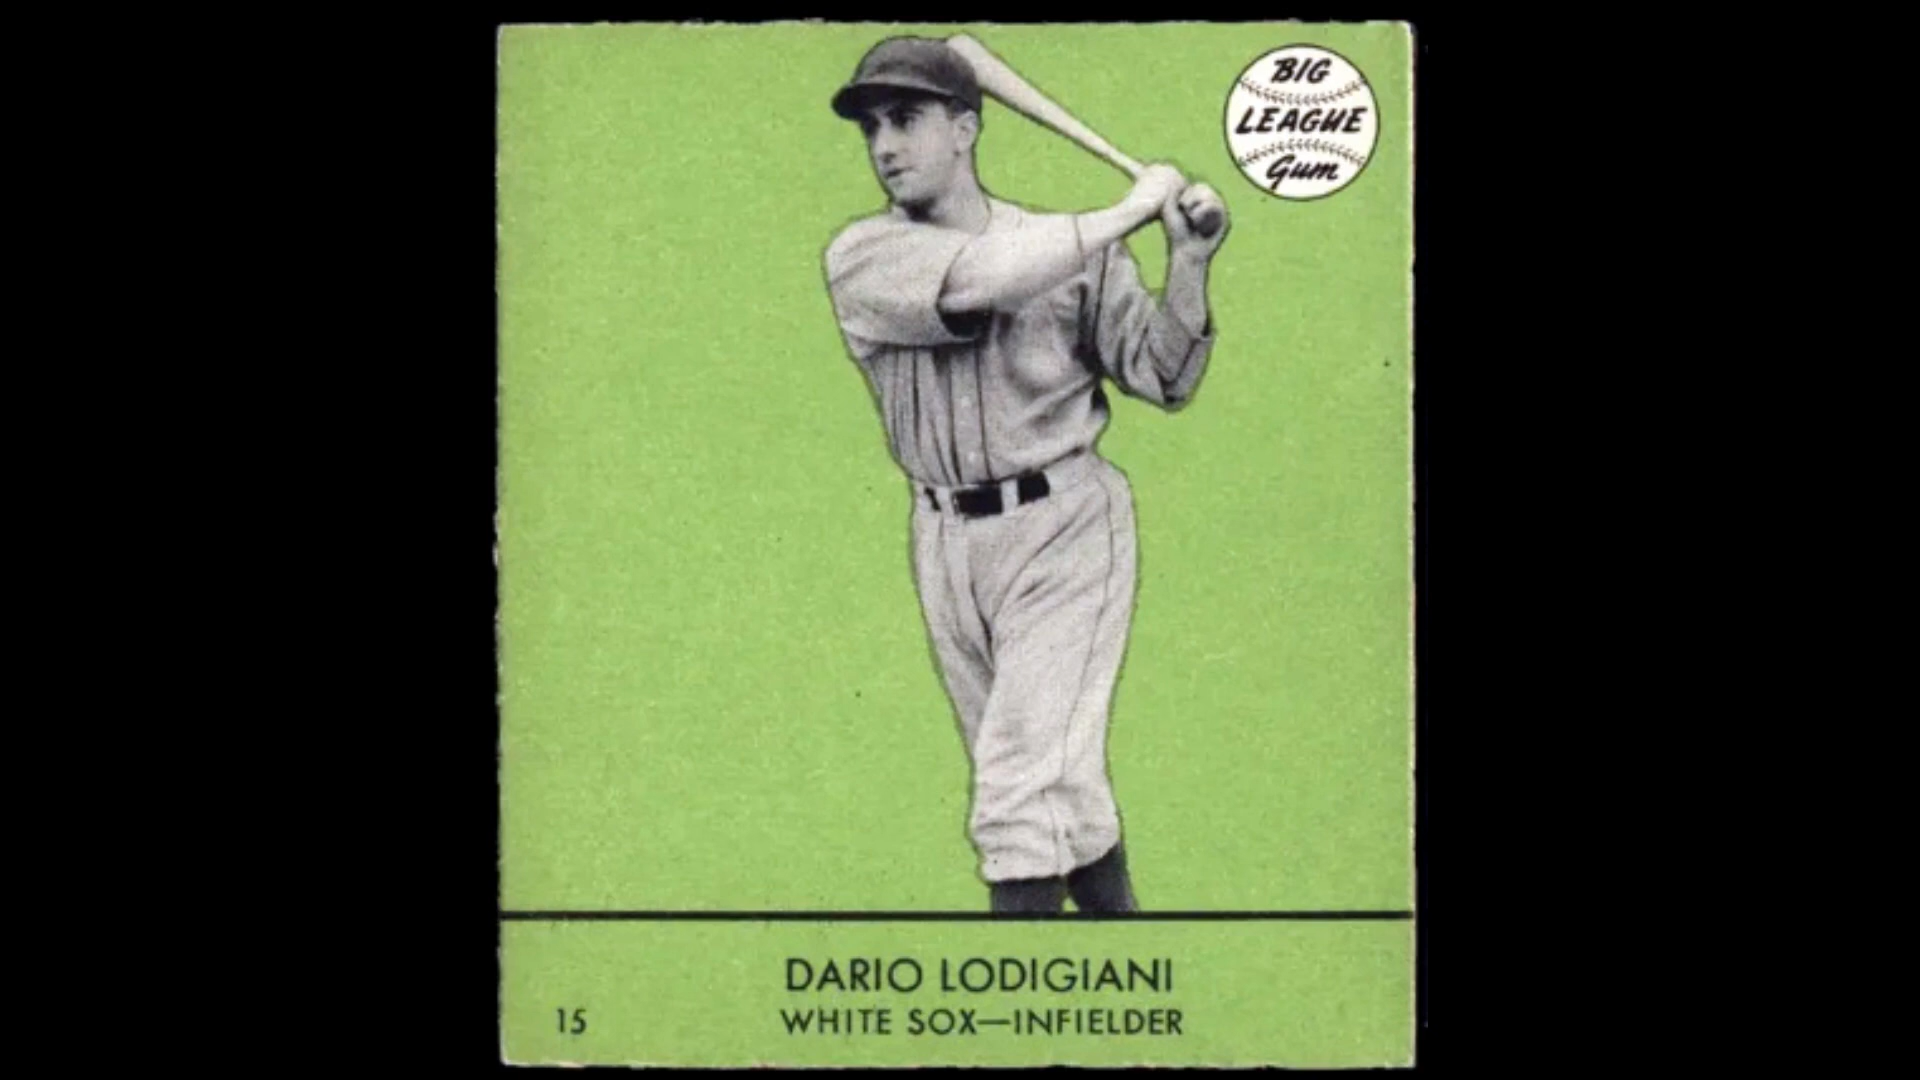 BIG
LEAGUE
Gum
DARIO LODIGIANI
15
WHITE SOX—INFIELDER